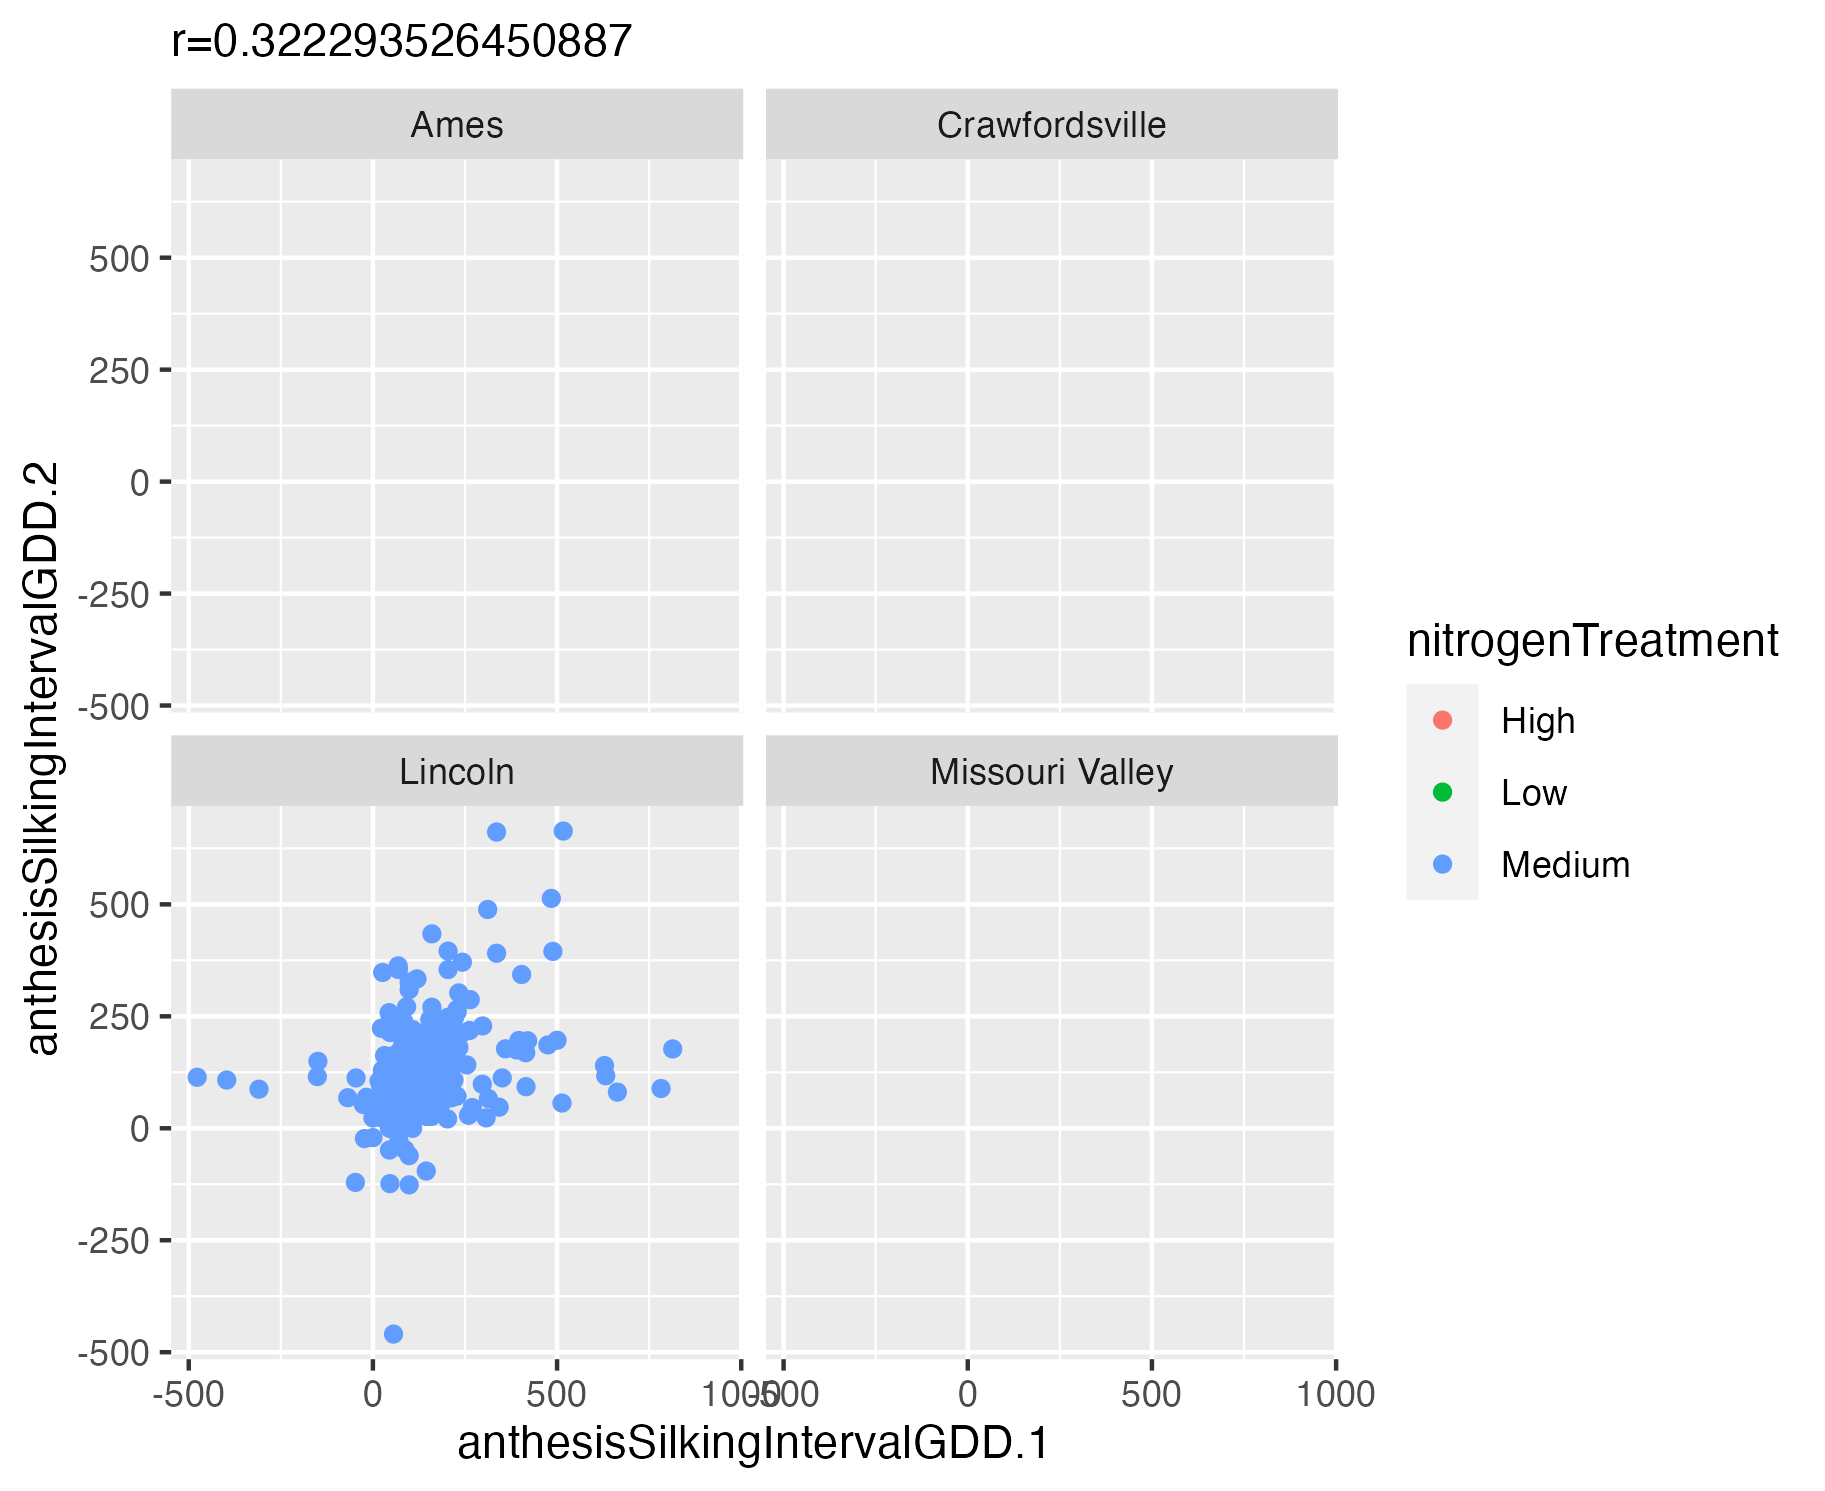 r=0.322293526450887
Ames
Crawfordsville
500
250
0
-250
-500
Lincoln
Missouri Valley
500
250
0
-250
-500
-500 0 500 1000
-500 0 500 1000
anthesisSilkingIntervalGDD.1
anthesisSilkingIntervalGDD.2
nitrogenTreatment
High
Low
Medium